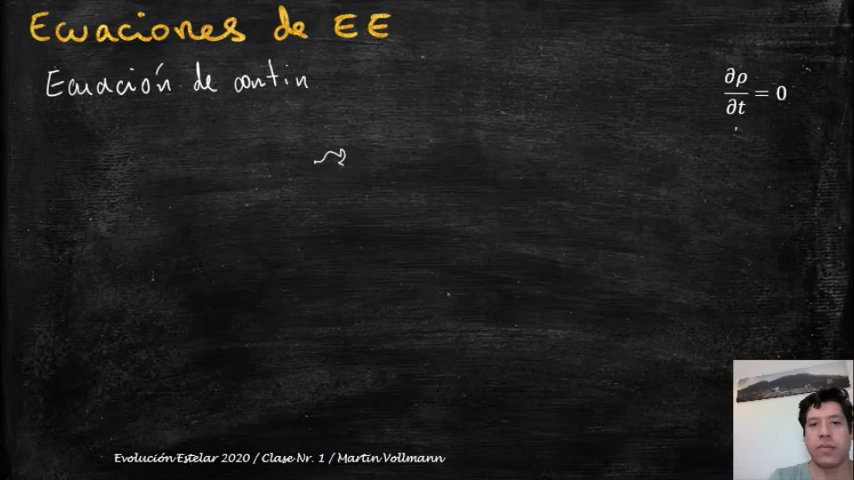 Ecuaciones de EE
Ecuación de contin
∂ρ/∂t = 0
Evolución Estelar 2020 / Clase Nr. 1 / Martin Vollmann